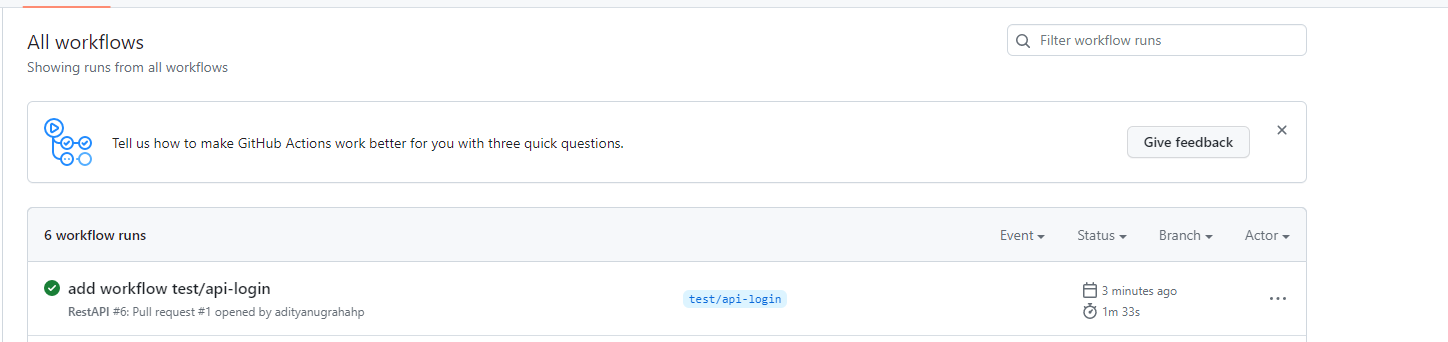 All workflows
Filter workflow runs
Showing runs from all workflows
Tell us how to make GitHub Actions work better for you with three quick questions.
Give feedback
6 workflow runs
Event
Status
Branch
Actor
add workflow test/api-login
RestAPI #6: Pull request #1 opened by adityanugrahahp
test/api-login
3 minutes ago
1m 33s